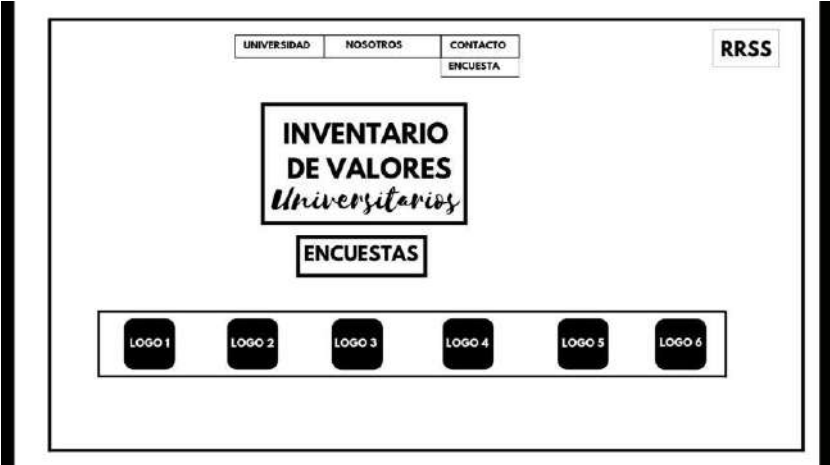 UNIVERSIDAD NOSOTROS CONTACTO
ENCUESTA
RRSS
INVENTARIO
DE VALORES
Universitarios
ENCUESTAS
LOGO 1 LOGO 2 LOGO 3 LOGO 4 LOGO 5 LOGO 6